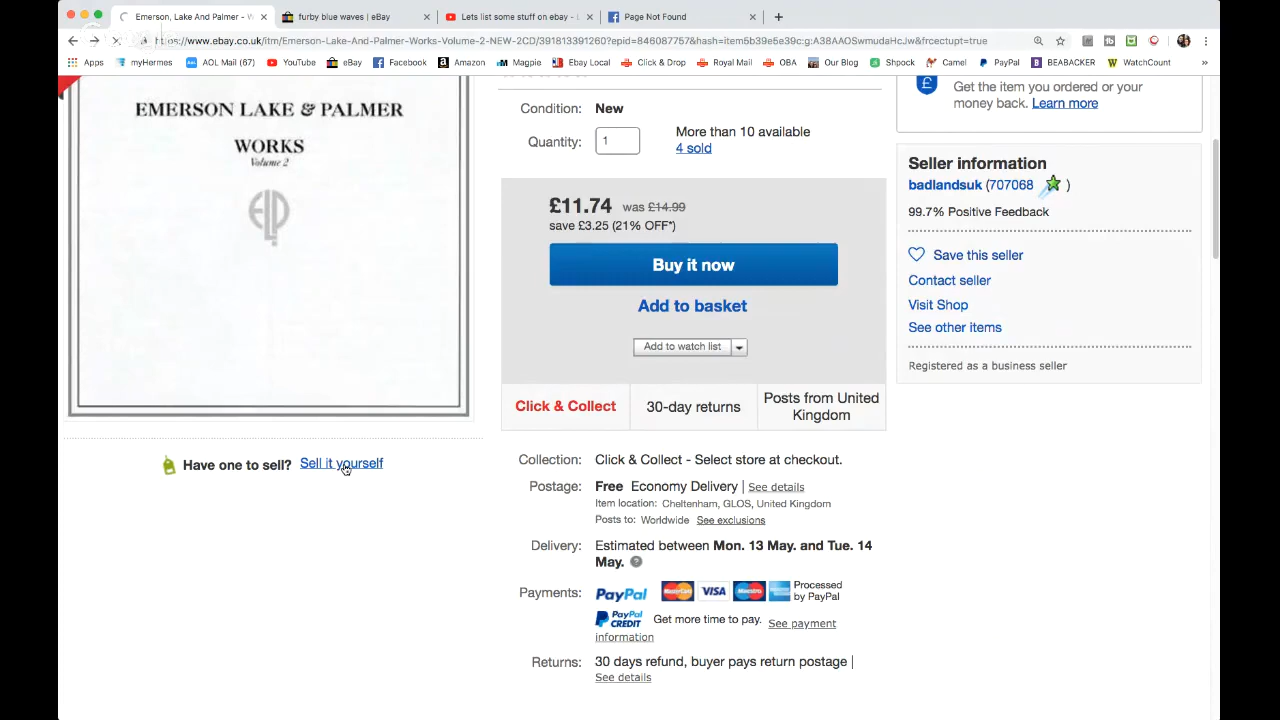 Emerson, Lake And Palmer - W
furby blue waves | eBay
Lets list some stuff on ebay - L
Page Not Found
https://www.ebay.co.uk/itm/Emerson-Lake-And-Palmer-Works-Volume-2-NEW-2CD/391813391260?epid=846087757&hash=item5b39e5e39c:g:A38AAOSwmudaHcJw&frcectupt=true
Apps
myHermes
AOL Mail (67)
YouTube
eBay
Facebook
Amazon
Magpie
Ebay Local
Click & Drop
Royal Mail
OBA
Our Blog
Shpock
Camel
PayPal
BEABACKER
WatchCount
»
EMERSON LAKE & PALMER
WORKS
Volume 2
ELP
Have one to sell? Sell it yourself
Condition: New
Quantity: 1
More than 10 available
4 sold
£11.74 was £14.99
save £3.25 (21% OFF*)
Buy it now
Add to basket
Add to watch list
Click & Collect
30-day returns
Posts from United
Kingdom
Collection: Click & Collect - Select store at checkout.
Postage: Free Economy Delivery | See details
Item location: Cheltenham, GLOS, United Kingdom
Posts to: Worldwide See exclusions
Delivery: Estimated between Mon. 13 May. and Tue. 14
May.
Payments: PayPal MasterCard VISA Maestro Processed
by PayPal
PayPal
CREDIT
Get more time to pay. See payment
information
Returns: 30 days refund, buyer pays return postage |
See details
Get the item you ordered or your
money back. Learn more
Seller information
badlandsuk (707068 )
99.7% Positive Feedback
Save this seller
Contact seller
Visit Shop
See other items
Registered as a business seller